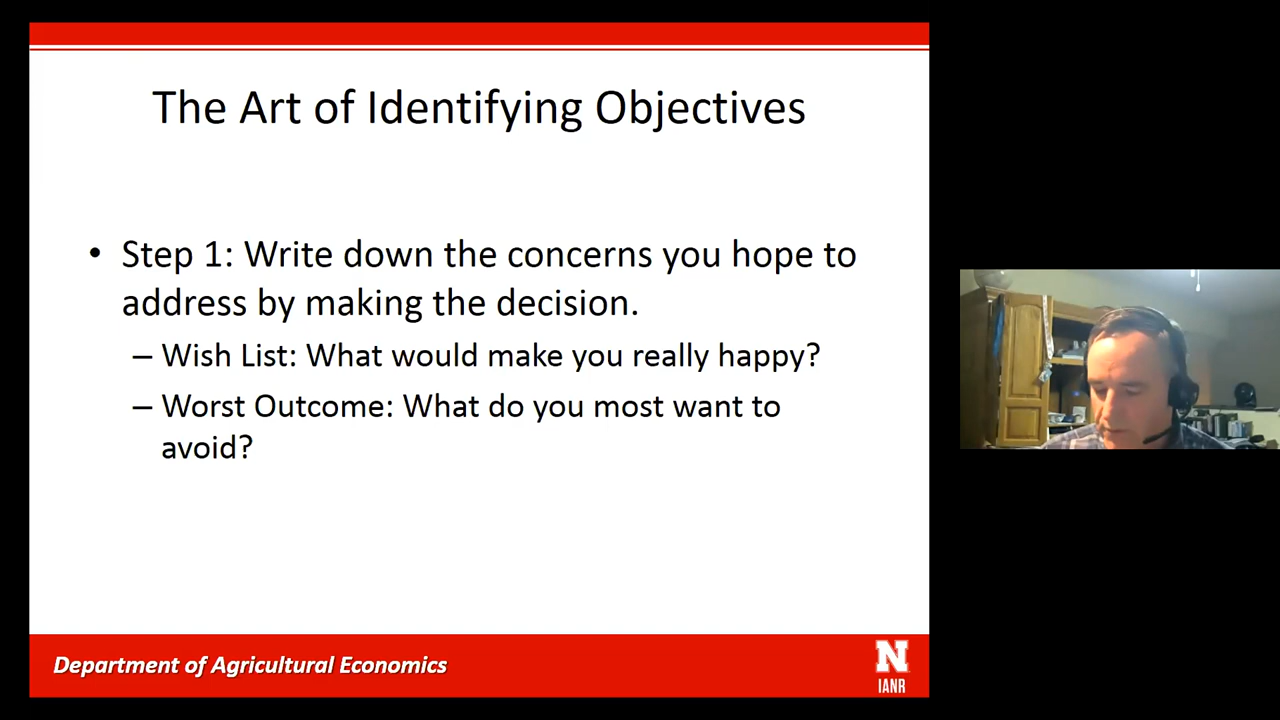 The Art of Identifying Objectives
• Step 1: Write down the concerns you hope to
address by making the decision.
– Wish List: What would make you really happy?
– Worst Outcome: What do you most want to
avoid?
Department of Agricultural Economics
N
IANR